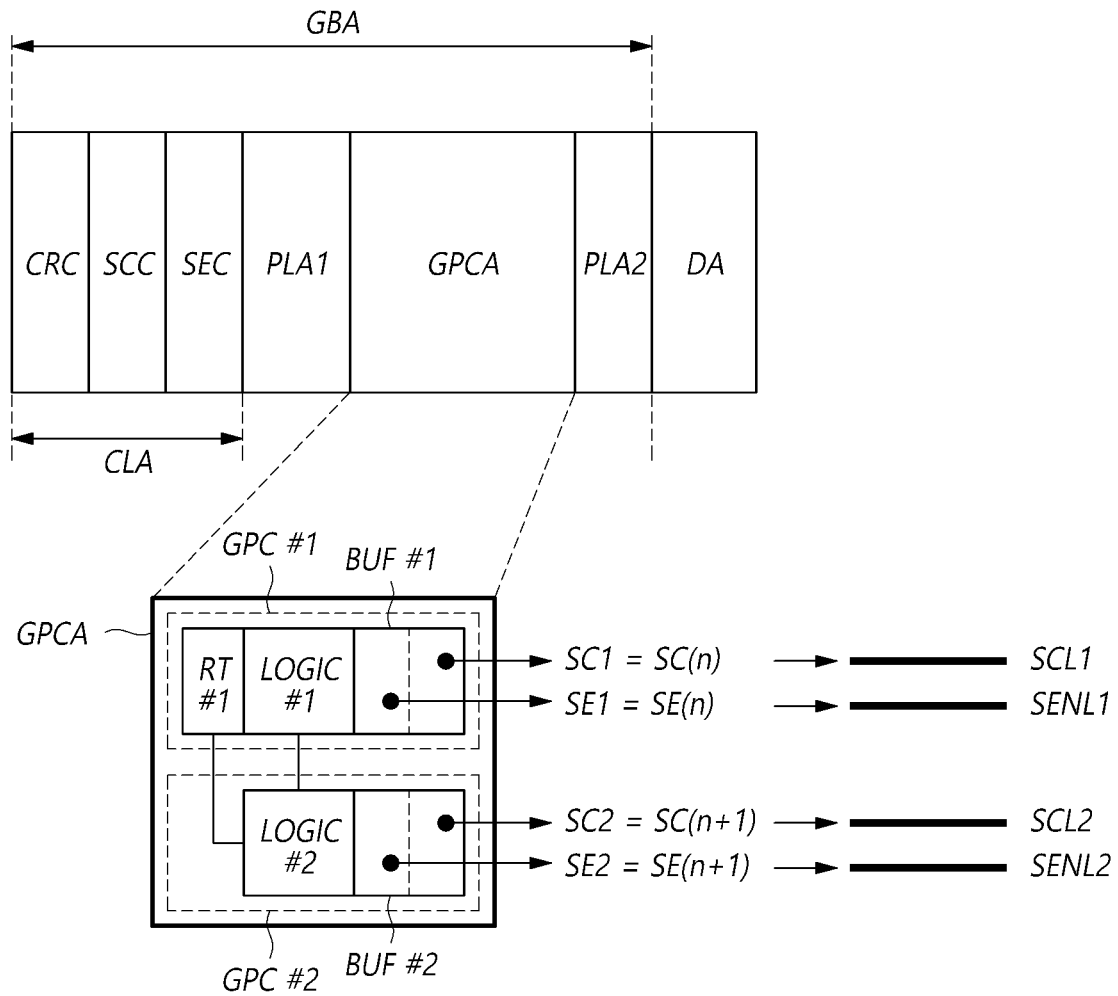 GBA
CRC SCC SEC PLA1 GPCA PLA2 DA
CLA
GPC #1
BUF #1
GPCA
RT #1
LOGIC #1
SC1 = SC(n)
SCL1
SE1 = SE(n)
SENL1
LOGIC #2
SC2 = SC(n+1)
SCL2
SE2 = SE(n+1)
SENL2
GPC #2
BUF #2